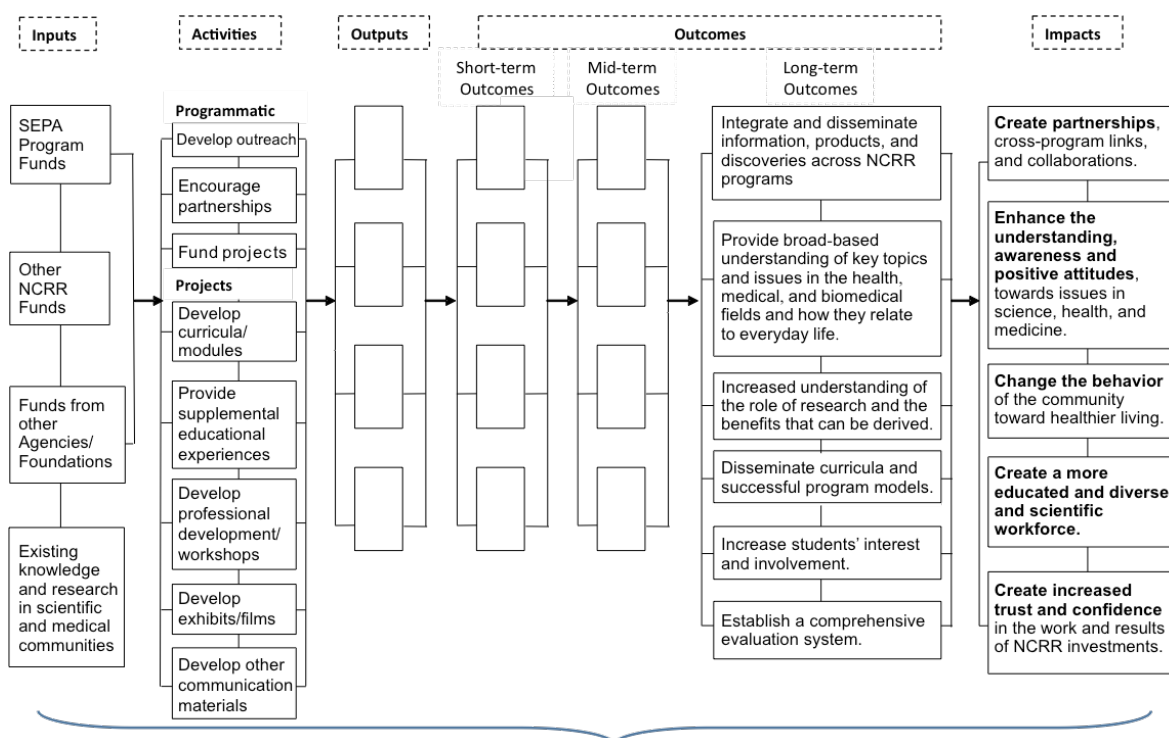 Inputs
Activities
Outputs
Outcomes
Impacts
Short-term
Outcomes
Mid-term
Outcomes
Long-term
Outcomes
SEPA
Program
Funds
Other
NCRR
Funds
Funds from
other
Agencies/
Foundations
Existing
knowledge
and research
in scientific
and medical
communities
Programmatic
Develop outreach
Encourage
partnerships
Fund projects
Projects
Develop
curricula/
modules
Provide
supplemental
educational
experiences
Develop
professional
development/
workshops
Develop
exhibits/films
Develop other
communication
materials
Integrate and disseminate
information, products, and
discoveries across NCRR
programs
Provide broad-based
understanding of key topics
and issues in the health,
medical, and biomedical
fields and how they relate
to everyday life.
Increased understanding of
the role of research and the
benefits that can be derived.
Disseminate curricula and
successful program models.
Increase students’ interest
and involvement.
Establish a comprehensive
evaluation system.
Create partnerships,
cross-program links,
and collaborations.
Enhance the
understanding,
awareness and
positive attitudes,
towards issues in
science, health, and
medicine.
Change the behavior
of the community
toward healthier living.
Create a more
educated and diverse
and scientific
workforce.
Create increased
trust and confidence
in the work and results
of NCRR investments.